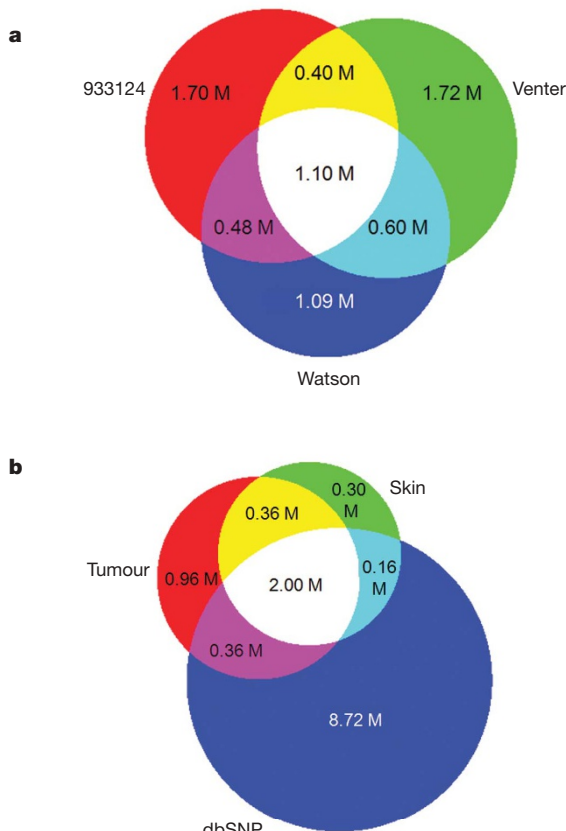 a
933124
1.70 M
0.40 M
1.72 M
Venter
1.10 M
0.48 M
0.60 M
1.09 M
Watson
b
Skin
0.30
M
0.36 M
Tumour
0.96 M
2.00 M
0.16
M
0.36 M
8.72 M
dbSNP